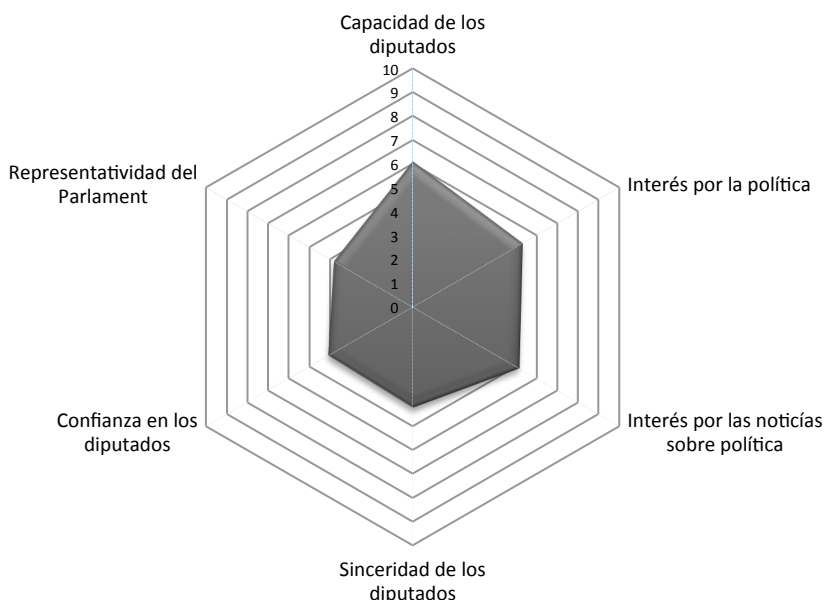 Capacidad de los
diputados
10
9
8
7
6
5
4
3
2
1
0
Interés por la política
Interés por las notícías
sobre política
Sinceridad de los
diputados
Confianza en los
diputados
Representatividad del
Parlament